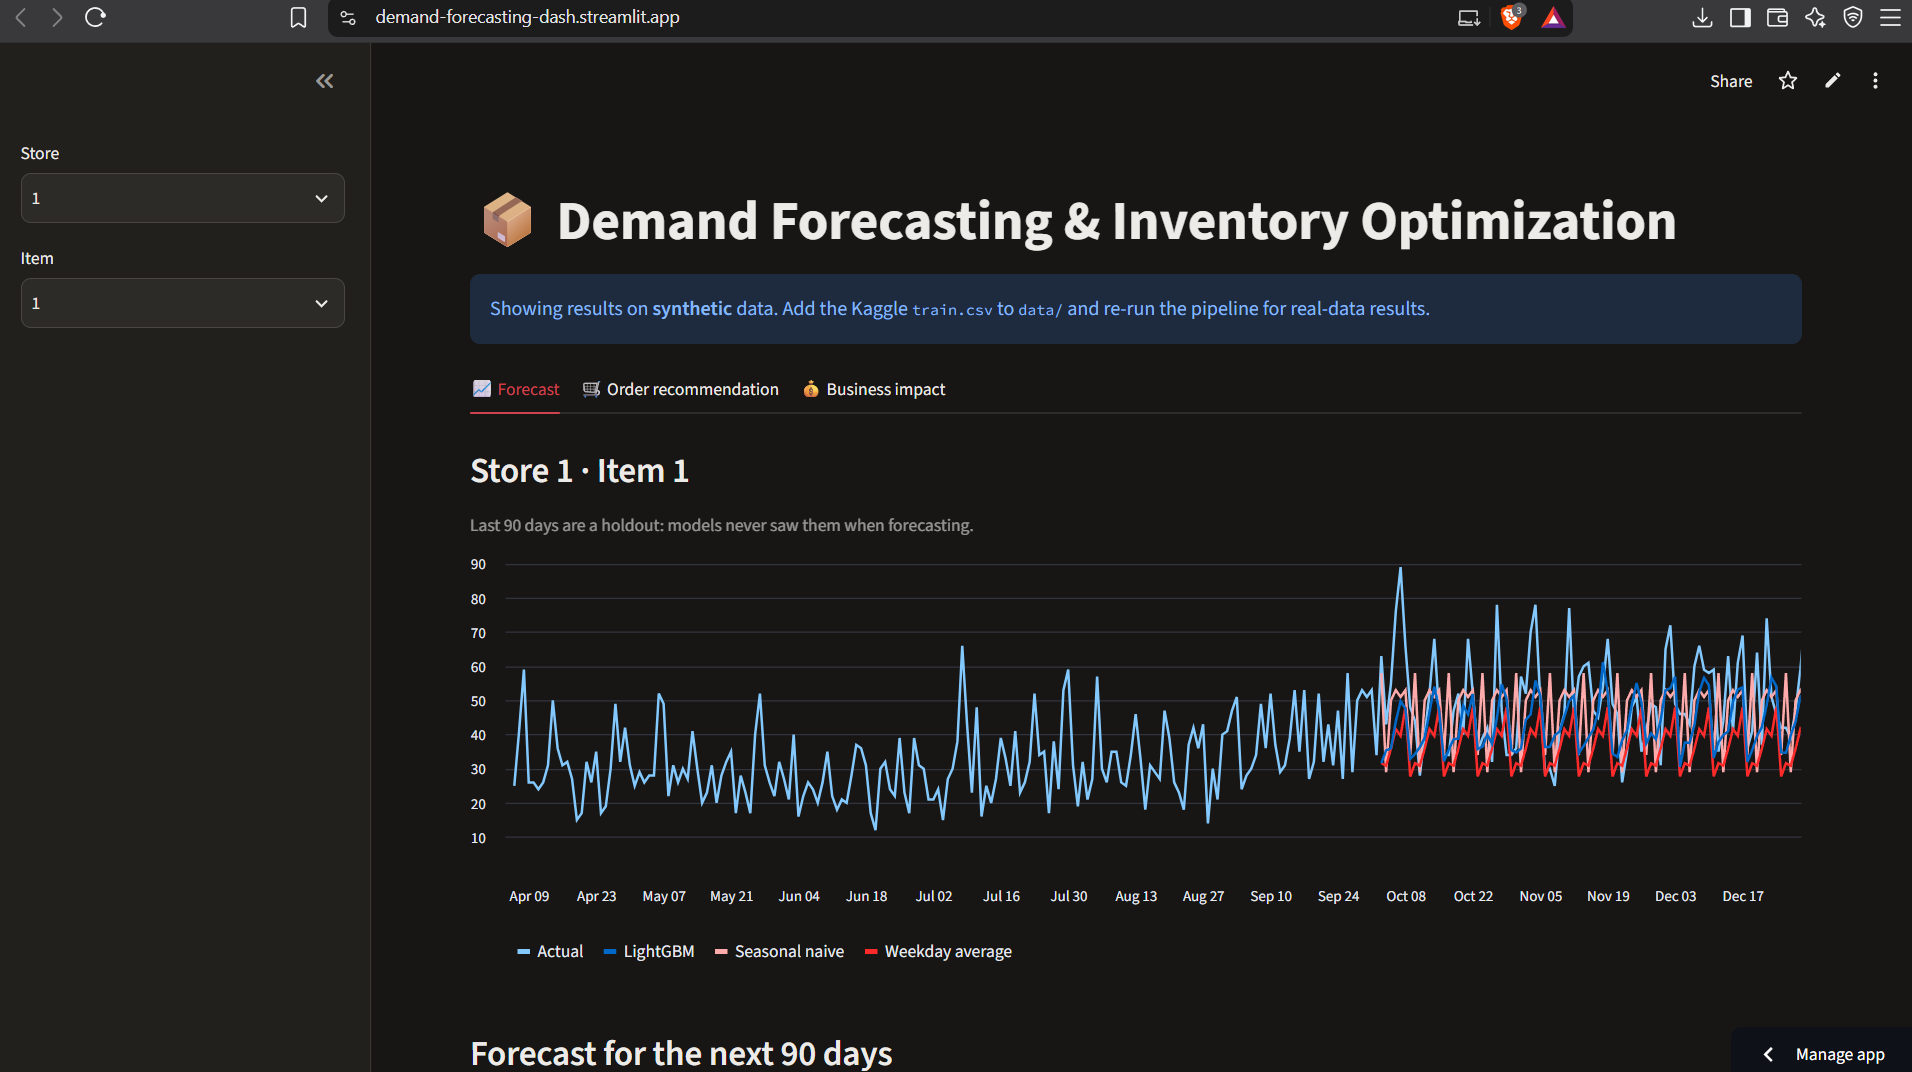 demand-forecasting-dash.streamlit.app
3
Share
Store
1
Item
1
📦 Demand Forecasting & Inventory Optimization
Showing results on synthetic data. Add the Kaggle train.csv to data/ and re-run the pipeline for real-data results.
📈 Forecast 🛒 Order recommendation 💰 Business impact
Store 1 · Item 1
Last 90 days are a holdout: models never saw them when forecasting.
90
80
70
60
50
40
30
20
10
Apr 09 Apr 23 May 07 May 21 Jun 04 Jun 18 Jul 02 Jul 16 Jul 30 Aug 13 Aug 27 Sep 10 Sep 24 Oct 08 Oct 22 Nov 05 Nov 19 Dec 03 Dec 17
Actual LightGBM Seasonal naive Weekday average
Forecast for the next 90 days
Manage app